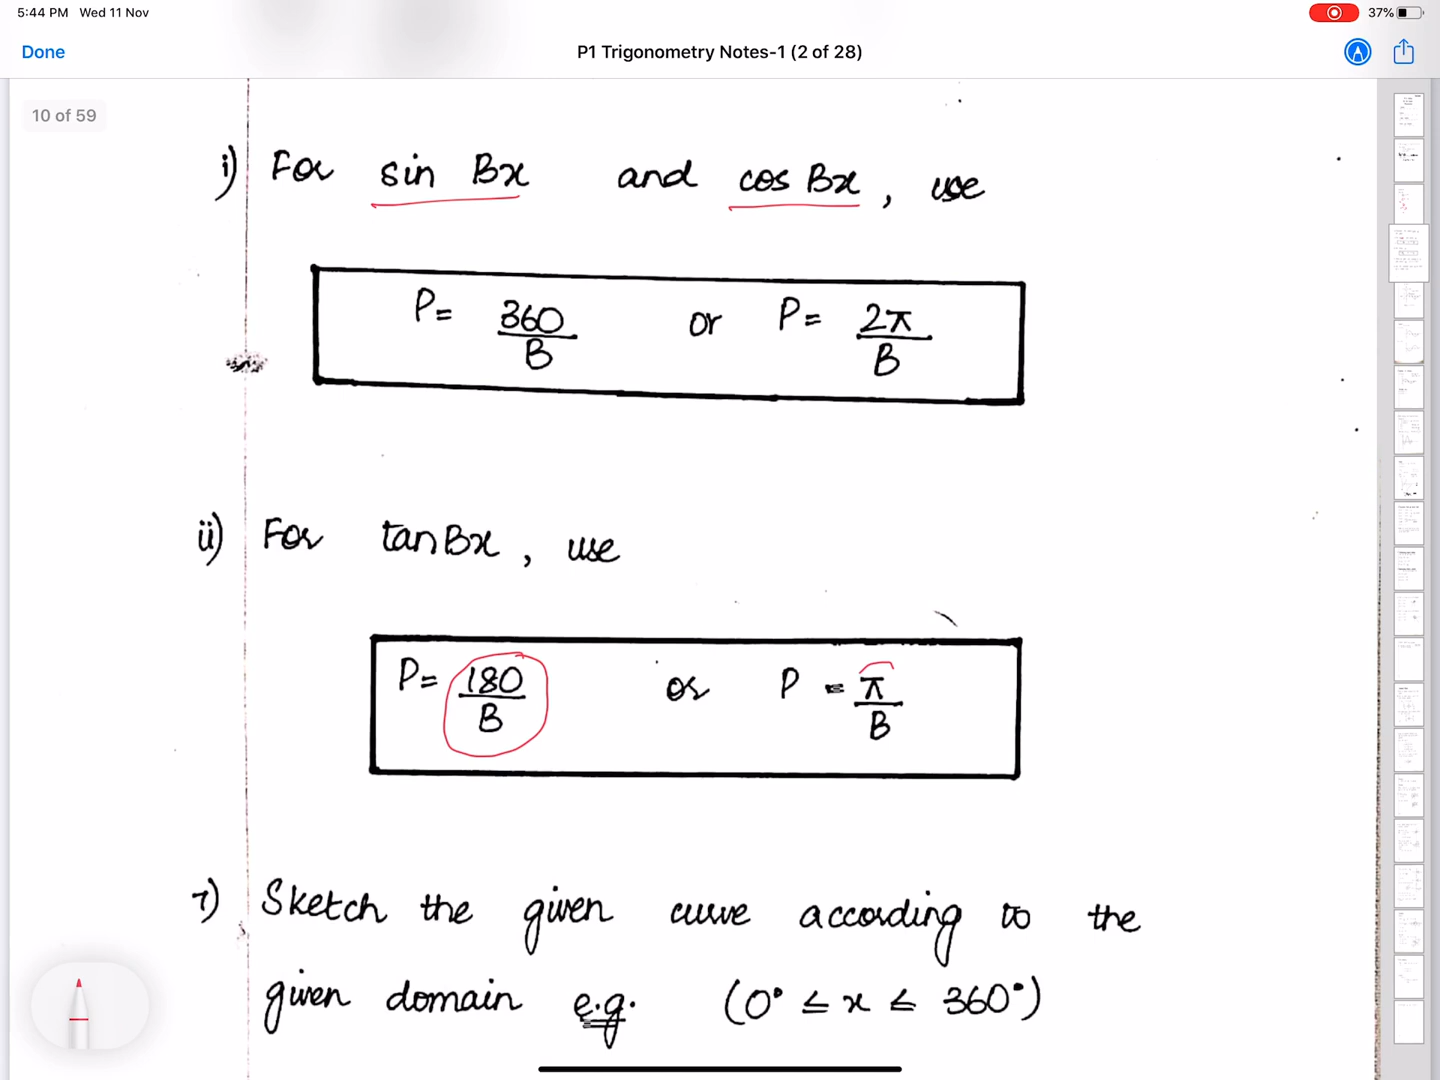 5:44 PM Wed 11 Nov
37%
Done
P1 Trigonometry Notes-1 (2 of 28)
10 of 59
i) For sin Bx and cos Bx, use
P= 360/B or P= 2π/B
ii) For tan Bx, use
P= 180/B or P = π/B
7) Sketch the given curve according to the
given domain e.g. (0° ≤ x ≤ 360°)